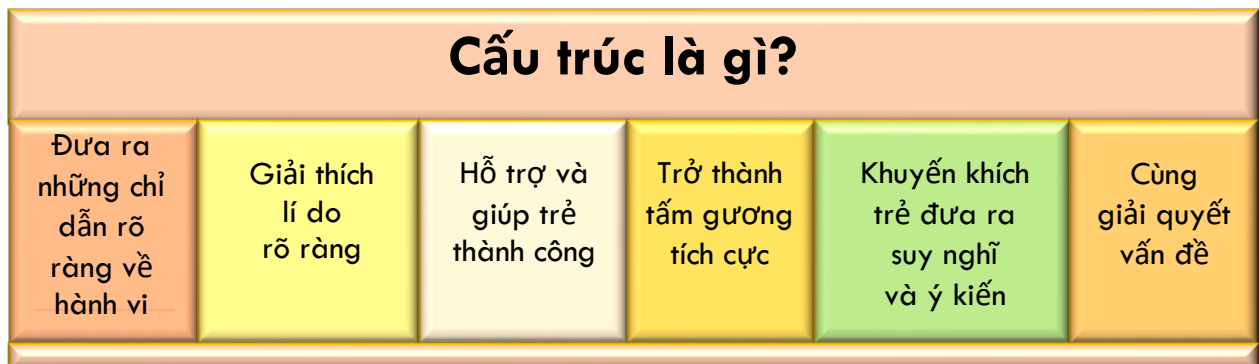 Cấu trúc là gì?
Đưa ra
những chỉ
dẫn rõ
ràng về
hành vi
Giải thích
lí do
rõ ràng
Hỗ trợ và
giúp trẻ
thành công
Trở thành
tấm gương
tích cực
Khuyến khích
trẻ đưa ra
suy nghĩ
và ý kiến
Cùng
giải quyết
vấn đề